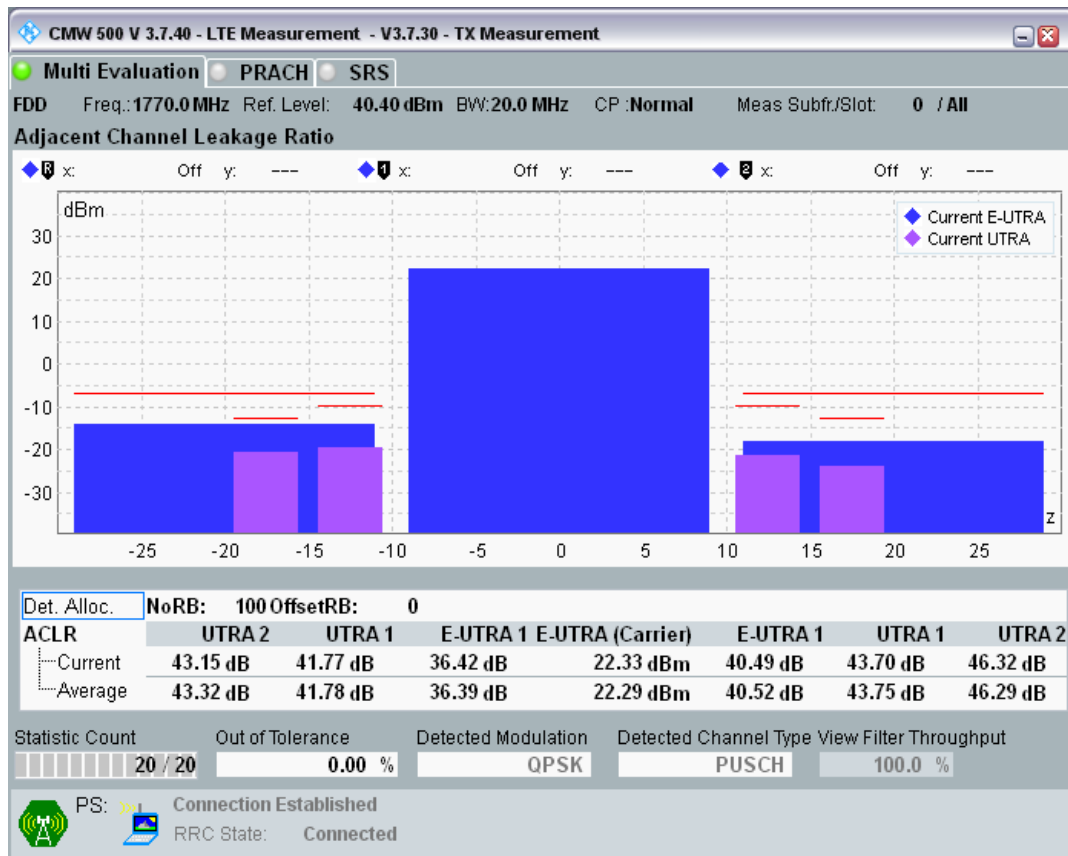 CMW 500 V 3.7.40 - LTE Measurement - V3.7.30 - TX Measurement
Multi Evaluation PRACH SRS
FDD Freq.:1770.0 MHz Ref. Level: 40.40 dBm BW:20.0 MHz CP :Normal Meas Subfr./Slot: 0 / All
Adjacent Channel Leakage Ratio
R x: Off y: --- 1 x: Off y: --- 2 x: Off y: ---
dBm
Current E-UTRA
Current UTRA
30
20
10
0
-10
-20
-30
z
-25 -20 -15 -10 -5 0 5 10 15 20 25
Det. Alloc. NoRB: 100 OffsetRB: 0
ACLR UTRA 2 UTRA 1 E-UTRA 1 E-UTRA (Carrier) E-UTRA 1 UTRA 1 UTRA 2
Current 43.15 dB 41.77 dB 36.42 dB 22.33 dBm 40.49 dB 43.70 dB 46.32 dB
Average 43.32 dB 41.78 dB 36.39 dB 22.29 dBm 40.52 dB 43.75 dB 46.29 dB
Statistic Count Out of Tolerance Detected Modulation Detected Channel Type View Filter Throughput
20 / 20 0.00 % QPSK PUSCH 100.0 %
PS: Connection Established
RRC State: Connected